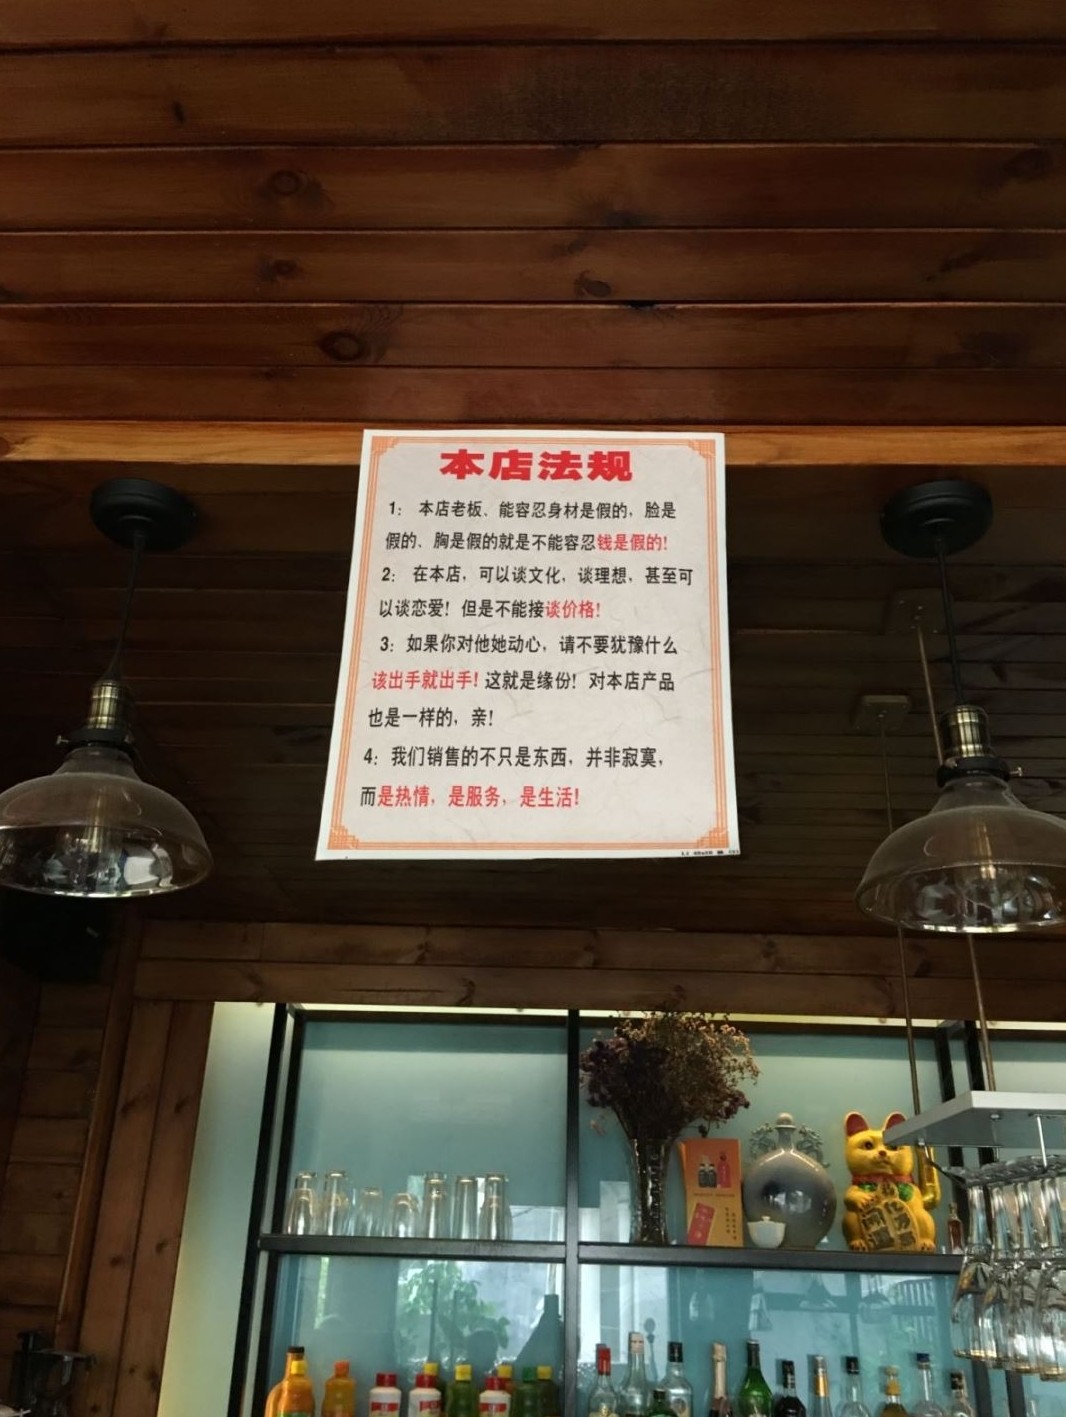 本店法规
1： 本店老板、能容忍身材是假的，脸是
假的、胸是假的就是不能容忍钱是假的!
2： 在本店，可以谈文化，谈理想，甚至可
以谈恋爱! 但是不能接谈价格!
3： 如果你对他她动心，请不要犹豫什么
该出手就出手! 这就是缘份! 对本店产品
也是一样的，亲!
4： 我们销售的不只是东西，并非寂寞，
而是热情，是服务，是生活!